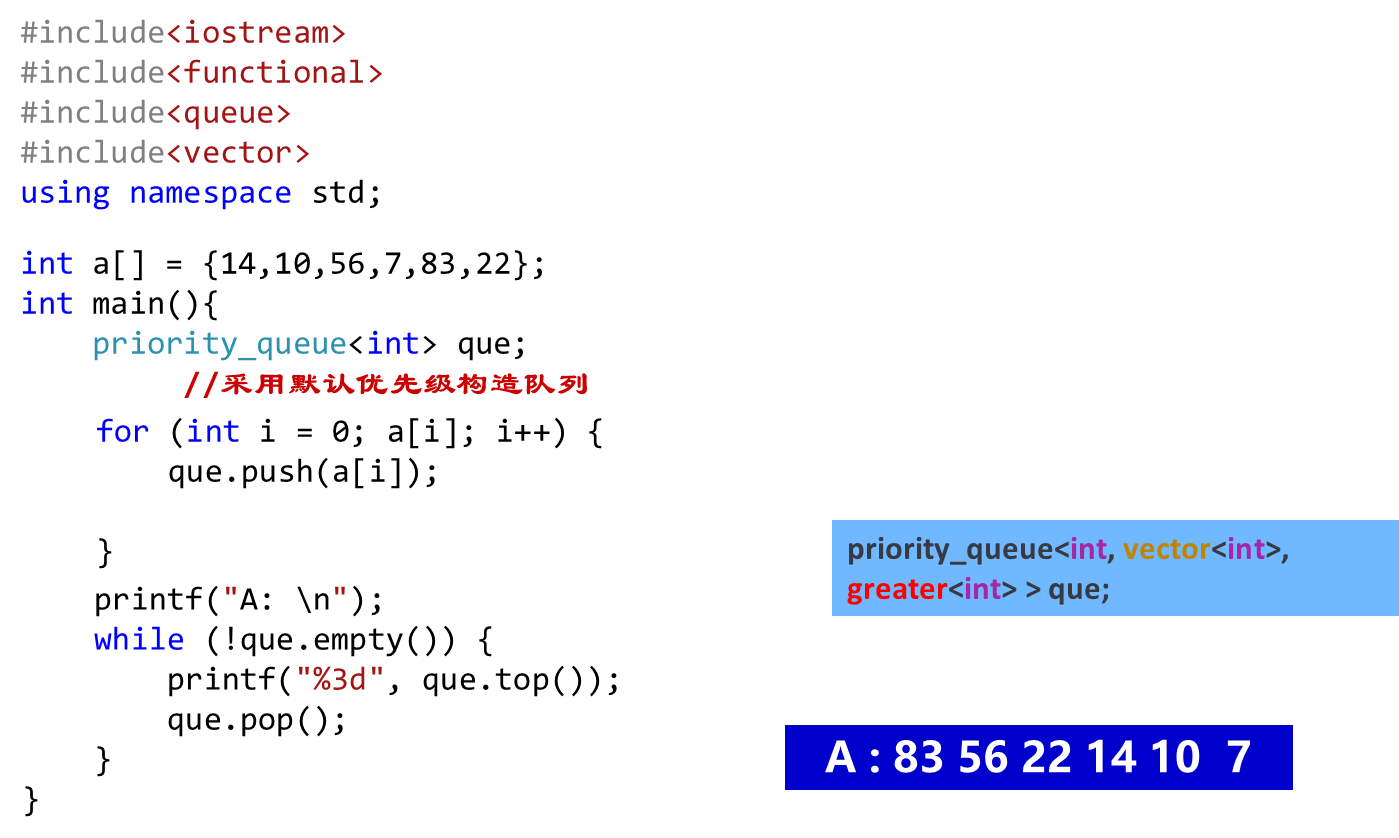 #include<iostream>
#include<functional>
#include<queue>
#include<vector>
using namespace std;
int a[] = {14,10,56,7,83,22};
int main(){
priority_queue<int> que;
//采用默认优先级构造队列
for (int i = 0; a[i]; i++) {
que.push(a[i]);
}
printf("A: \n");
while (!que.empty()) {
printf("%3d", que.top());
que.pop();
}
}
priority_queue<int, vector<int>,
greater<int> > que;
A : 83 56 22 14 10 7